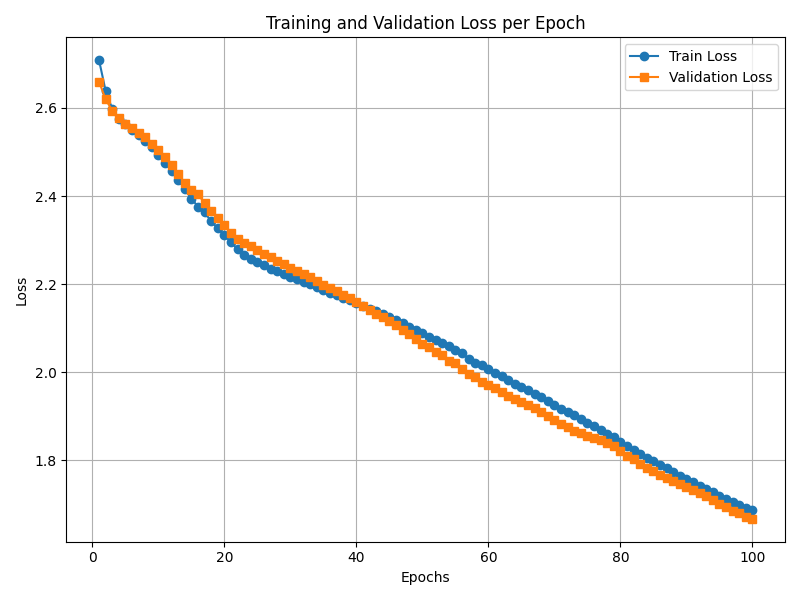 Training and Validation Loss per Epoch
Train Loss
Validation Loss
2.6
2.4
2.2
2.0
1.8
Loss
0 20 40 60 80 100
Epochs